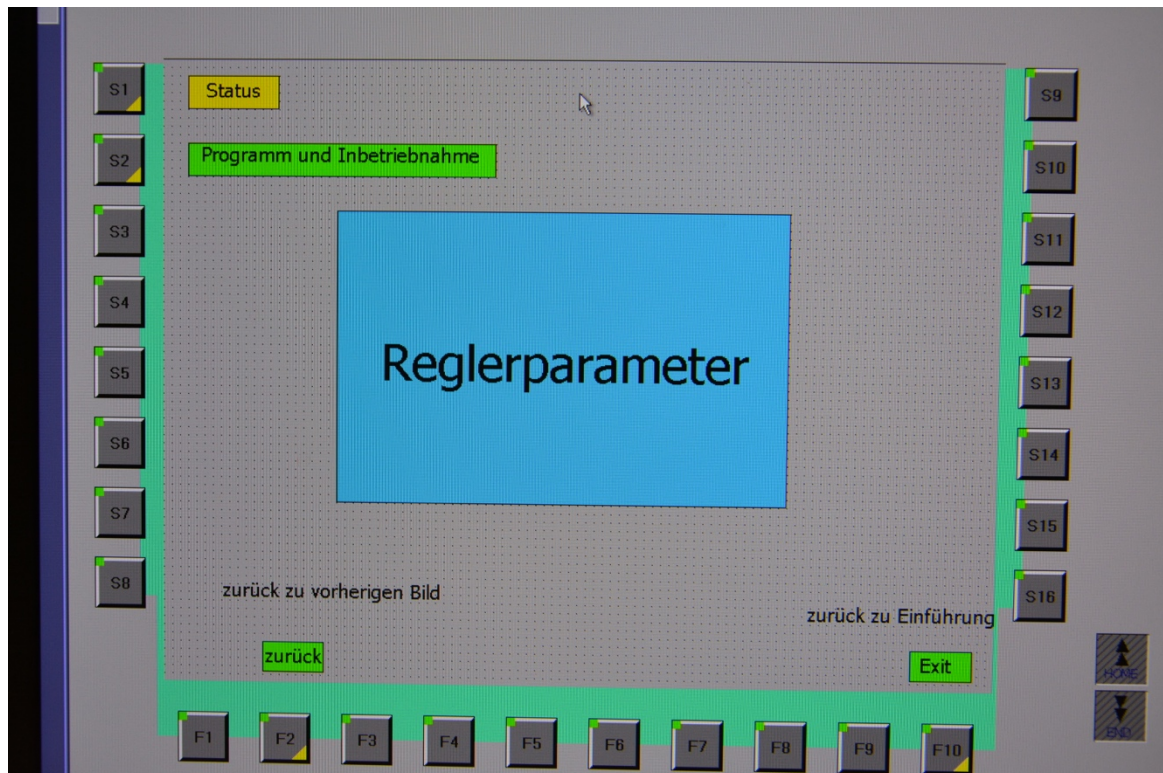 S1
Status
S9
S2
Programm und Inbetriebnahme
S10
S3
S11
S4
S12
Reglerparameter
S5
S13
S6
S14
S7
S15
S8
zurück zu vorherigen Bild
S16
zurück zu Einführung
zurück
Exit
HOME
END
F1
F2
F3
F4
F5
F6
F7
F8
F9
F10